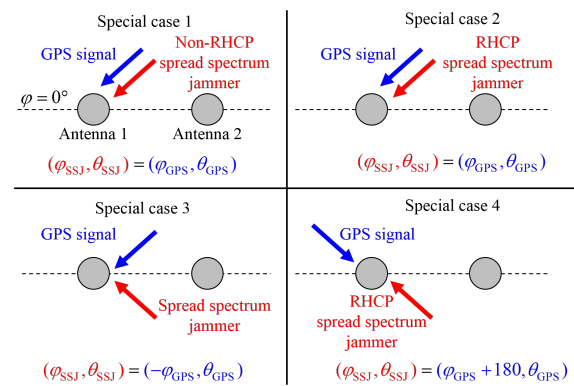 Special case 1
GPS signal
Non-RHCP
spread spectrum
jammer
φ=0°
Antenna 1
Antenna 2
(φSSJ,θSSJ)=(φGPS,θGPS)
Special case 2
GPS signal
RHCP
spread spectrum
jammer
(φSSJ,θSSJ)=(φGPS,θGPS)
Special case 3
GPS signal
Spread spectrum
jammer
(φSSJ,θSSJ)=(−φGPS,θGPS)
Special case 4
GPS signal
RHCP
spread spectrum
jammer
(φSSJ,θSSJ)=(φGPS +180,θGPS)